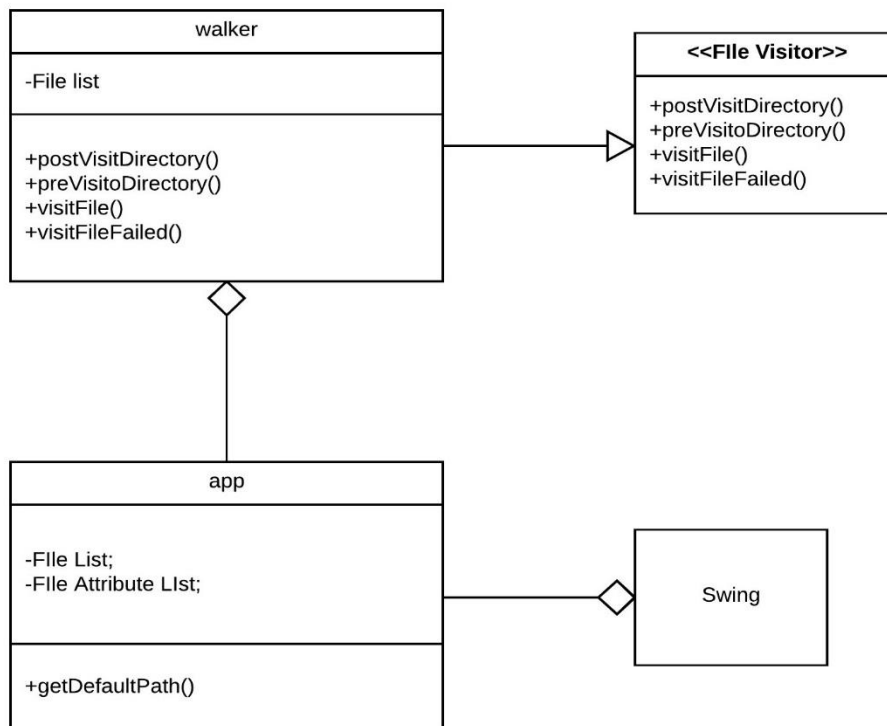 walker
-File list
+postVisitDirectory()
+preVisitoDirectory()
+visitFile()
+visitFileFailed()
<<FIle Visitor>>
+postVisitDirectory()
+preVisitoDirectory()
+visitFile()
+visitFileFailed()
app
-FIle List;
-FIle Attribute LIst;
+getDefaultPath()
Swing